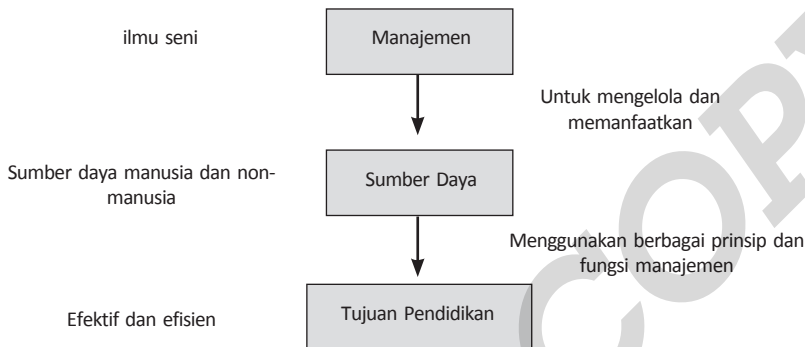 ilmu seni
Manajemen
Untuk mengelola dan
memanfaatkan
Sumber daya manusia dan non-
manusia
Sumber Daya
Menggunakan berbagai prinsip dan
fungsi manajemen
Efektif dan efisien
Tujuan Pendidikan
COPY